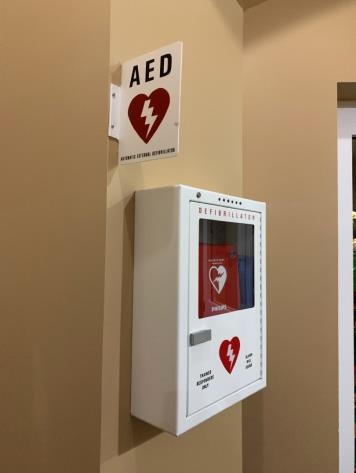 AED
AUTOMATIC EXTERNAL DEFIBRILLATOR
DEFIBRILLATOR
PHILIPS
TRAINED
RESPONDERS
ONLY
ALARM
WILL
SOUND